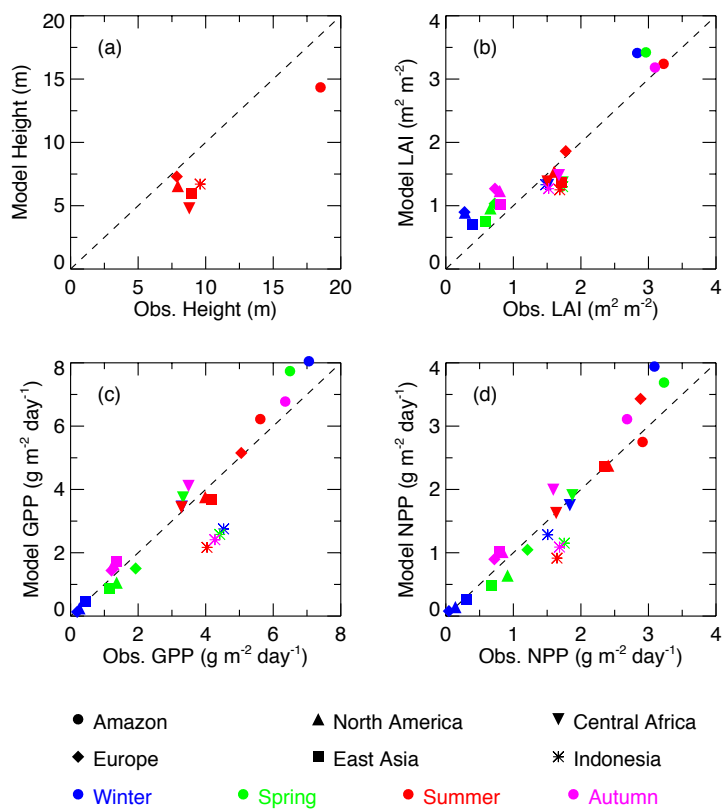 (a)
Model Height (m)
20
15
10
5
0
0 5 10 15 20
Obs. Height (m)
(b)
Model LAI (m² m⁻²)
4
3
2
1
0
0 1 2 3 4
Obs. LAI (m² m⁻²)
(c)
Model GPP (g m⁻² day⁻¹)
8
6
4
2
0
0 2 4 6 8
Obs. GPP (g m⁻² day⁻¹)
(d)
Model NPP (g m⁻² day⁻¹)
4
3
2
1
0
0 1 2 3 4
Obs. NPP (g m⁻² day⁻¹)
Amazon North America Central Africa
Europe East Asia Indonesia
Winter Spring Summer Autumn